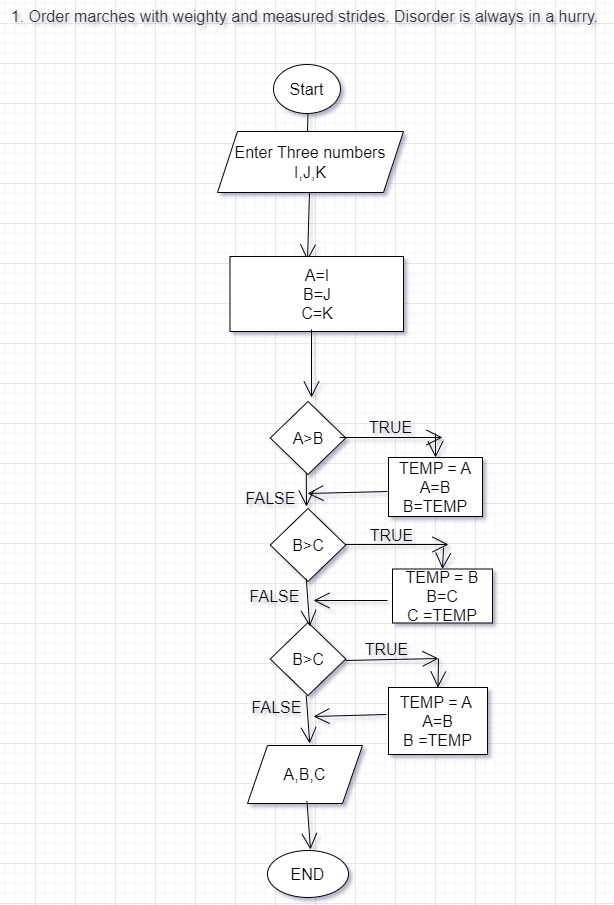 1. Order marches with weighty and measured strides. Disorder is always in a hurry.
Start
Enter Three numbers
I,J,K
A=I
B=J
C=K
A>B
TRUE
TEMP = A
A=B
B=TEMP
FALSE
B>C
TRUE
TEMP = B
B=C
C =TEMP
FALSE
B>C
TRUE
TEMP = A
A=B
B =TEMP
FALSE
A,B,C
END